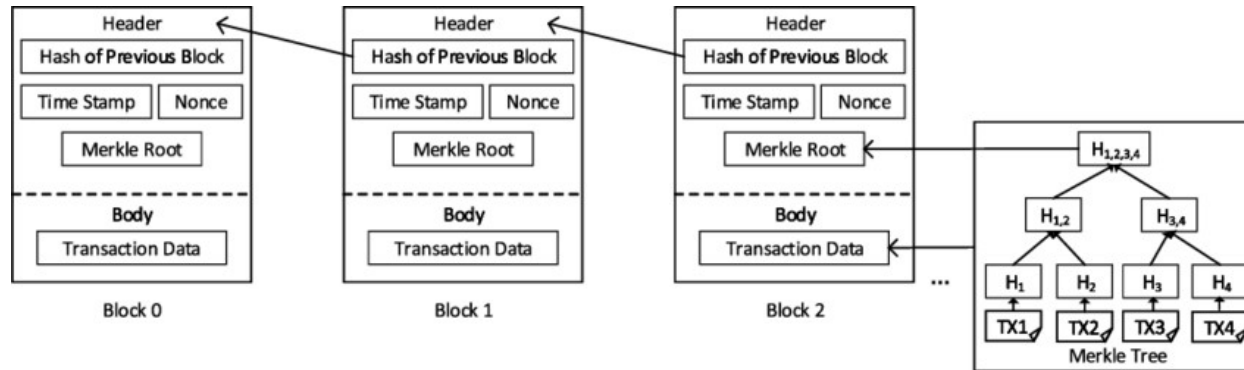 Header
Hash of Previous Block
Time Stamp
Nonce
Merkle Root
Body
Transaction Data
Block 0
Header
Hash of Previous Block
Time Stamp
Nonce
Merkle Root
Body
Transaction Data
Block 1
Header
Hash of Previous Block
Time Stamp
Nonce
Merkle Root
Body
Transaction Data
Block 2
...
H1,2,3,4
H1,2
H3,4
H1
H2
H3
H4
TX1
TX2
TX3
TX4
Merkle Tree